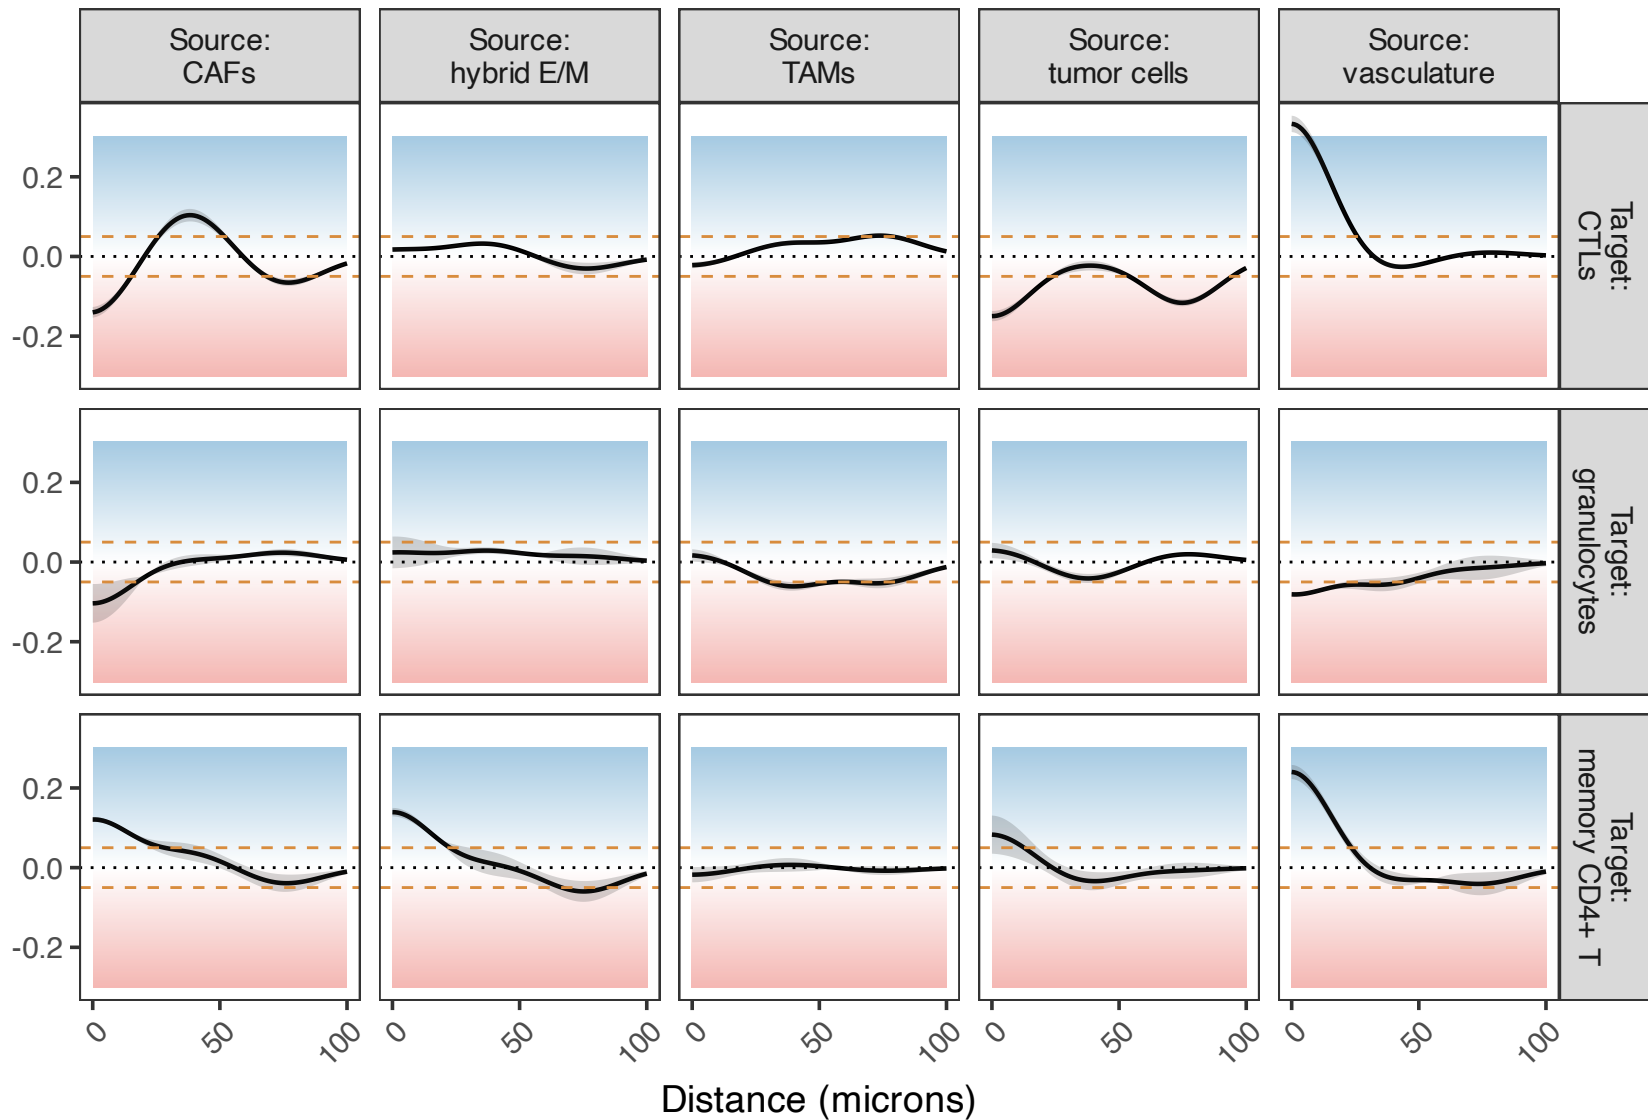 Source:
CAFs
Source:
hybrid E/M
Source:
TAMs
Source:
tumor cells
Source:
vasculature
0.2
0.0
-0.2
Target:
CTLs
0.2
0.0
-0.2
Target:
granulocytes
0.2
0.0
-0.2
Target:
memory CD4+ T
0 50 100 0 50 100 0 50 100 0 50 100 0 50 100
Distance (microns)